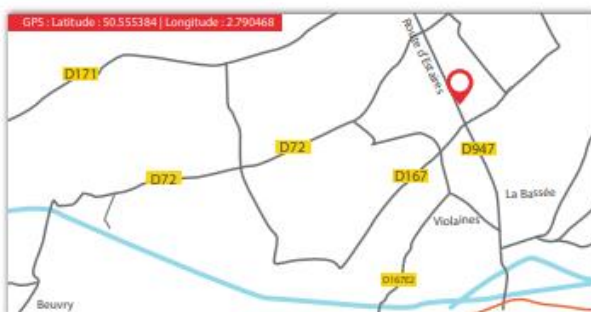 GPS : Latitude : 50.555384 | Longitude : 2.790468
Route d'Estaires
D171
D72
D947
D72
D167
La Bassée
Violaines
D167E2
Beuvry